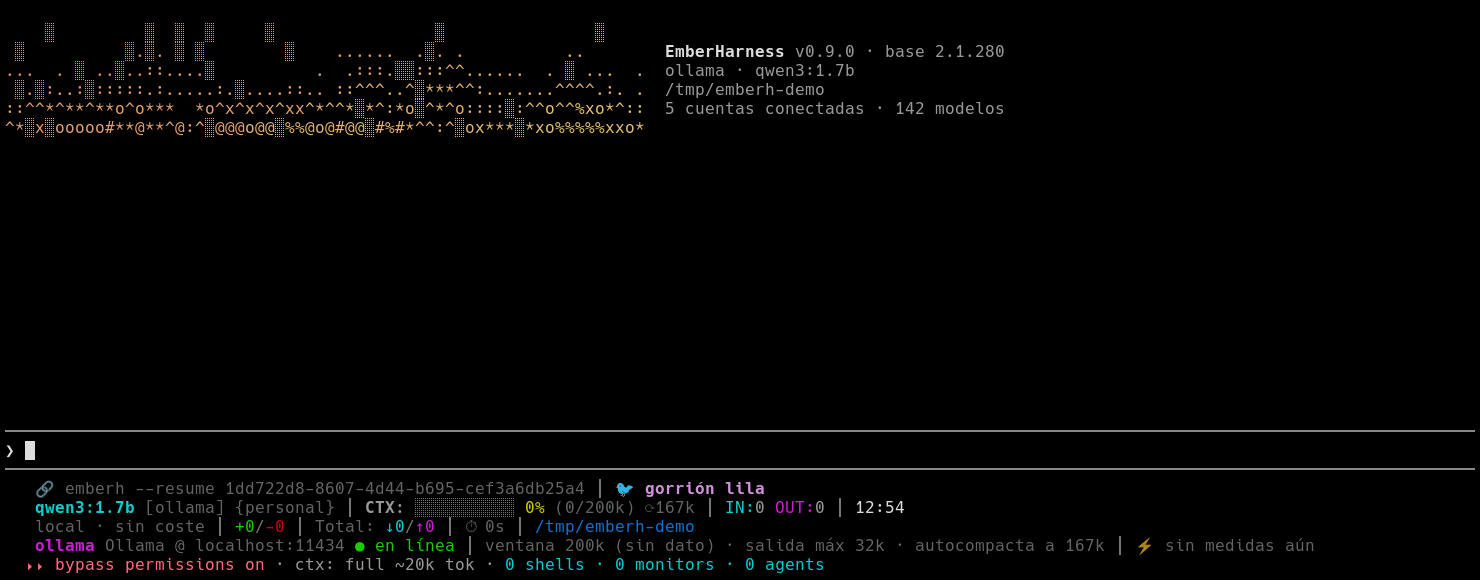 EmberHarness v0.9.0 · base 2.1.280
ollama · qwen3:1.7b
/tmp/emberh-demo
5 cuentas conectadas · 142 modelos
❯
🔗 emberh --resume 1dd722d8-8607-4d44-b695-cef3a6db25a4 │ 🐦 gorrión lila
qwen3:1.7b [ollama] {personal} │ CTX: ░░░░░░░░░░ 0% (0/200k) ⟳167k │ IN:0 OUT:0 │ 12:54
local · sin coste │ +0/-0 │ Total: ↓0/↑0 │ ⏱ 0s │ /tmp/emberh-demo
ollama Ollama @ localhost:11434 ● en línea │ ventana 200k (sin dato) · salida máx 32k · autocompacta a 167k │ ⚡ sin medidas aún
⏵⏵ bypass permissions on · ctx: full ~20k tok · 0 shells · 0 monitors · 0 agents